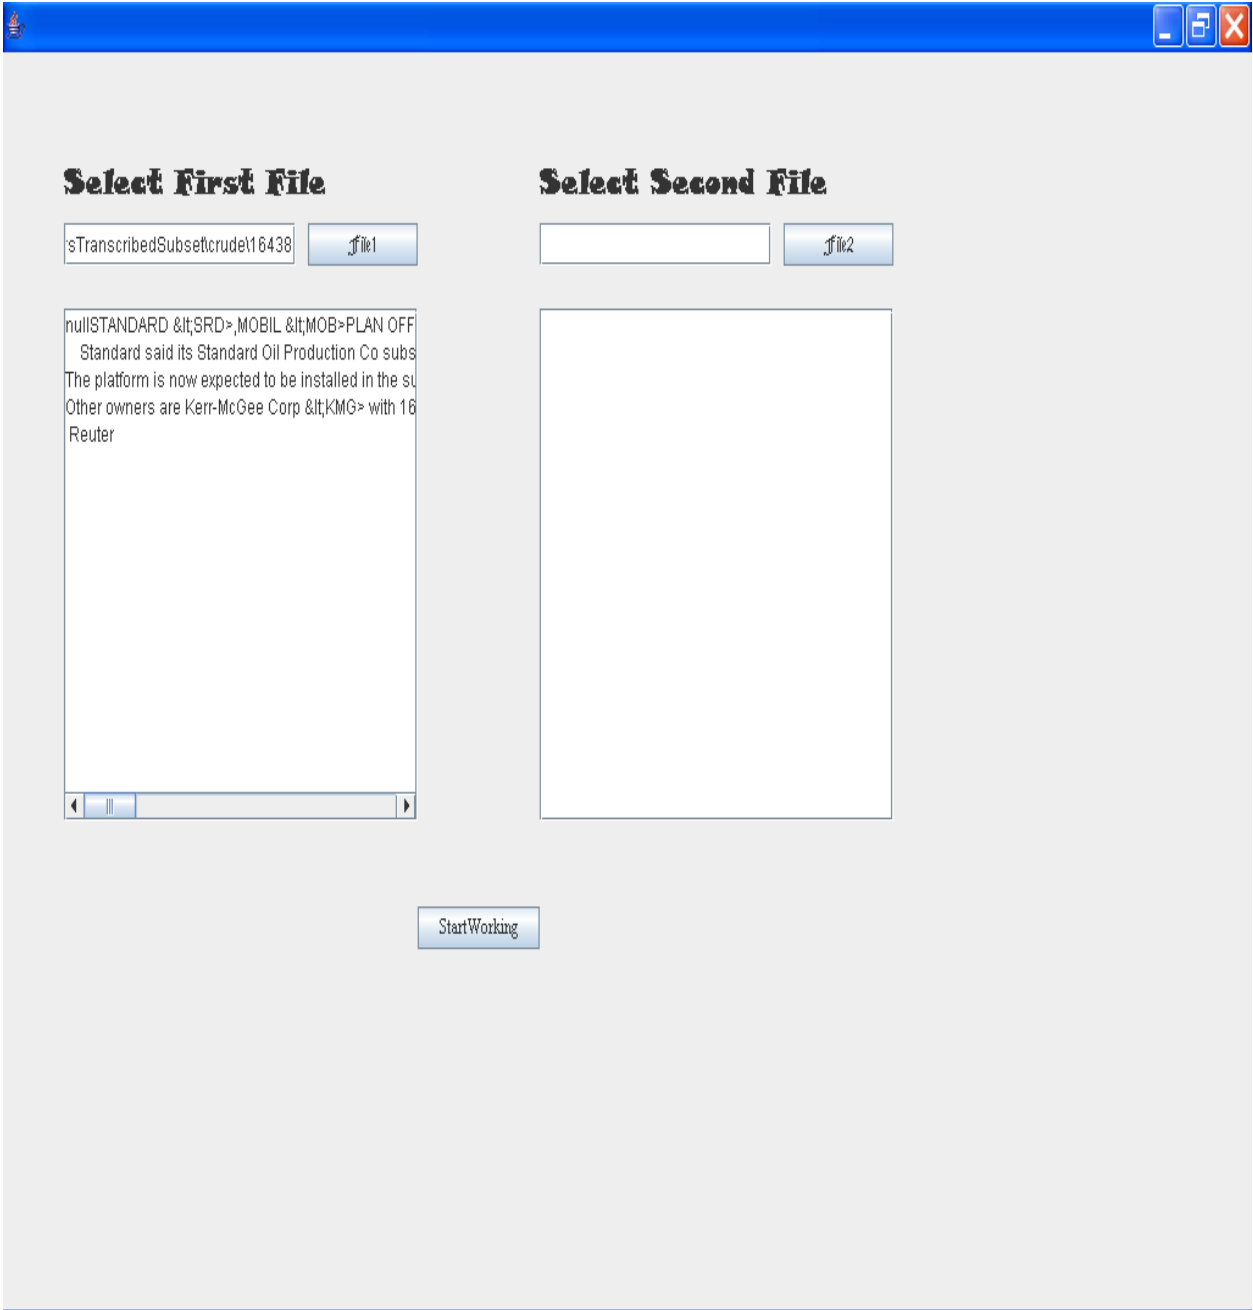 Select First File
Select Second File
sTranscribedSubset\crude\16438
File1
File2
nullSTANDARD &lt;SRD>,MOBIL &lt;MOB>PLAN OFF
Standard said its Standard Oil Production Co subs
The platform is now expected to be installed in the su
Other owners are Kerr-McGee Corp &lt;KMG> with 16
Reuter
StartWorking